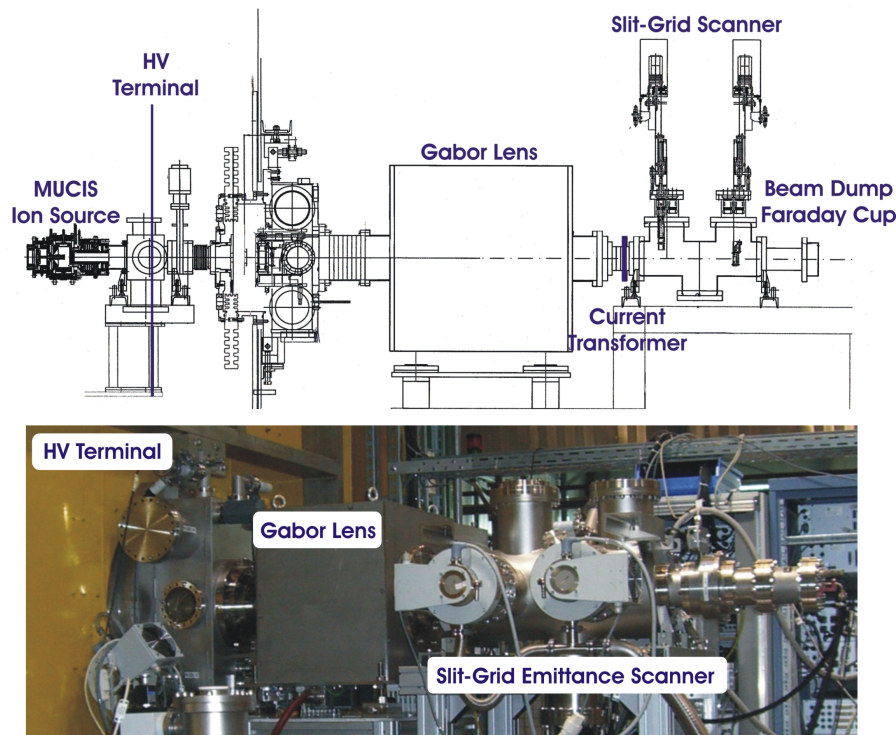 Slit-Grid Scanner
HV
Terminal
Gabor Lens
MUCIS
Ion Source
Beam Dump
Faraday Cup
Current
Transformer
HV Terminal
Gabor Lens
Slit-Grid Emittance Scanner